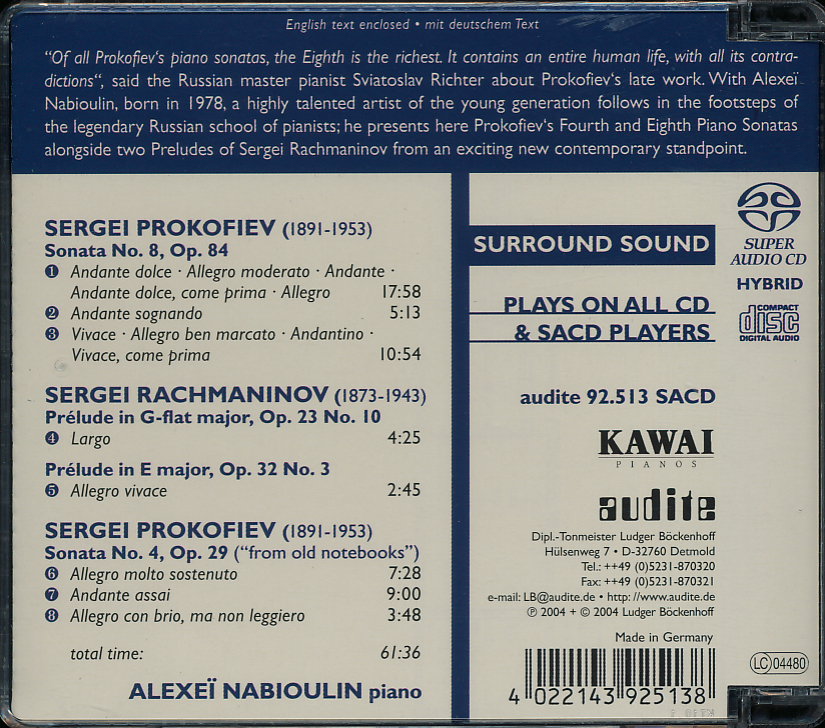 English text enclosed • mit deutschem Text
"Of all Prokofiev's piano sonatas, the Eighth is the richest. It contains an entire human life, with all its contra-
dictions", said the Russian master pianist Sviatoslav Richter about Prokofiev's late work. With Alexeï
Nabioulin, born in 1978, a highly talented artist of the young generation follows in the footsteps of
the legendary Russian school of pianists; he presents here Prokofiev's Fourth and Eighth Piano Sonatas
alongside two Preludes of Sergei Rachmaninov from an exciting new contemporary standpoint.
SERGEI PROKOFIEV (1891-1953)
Sonata No. 8, Op. 84
1 Andante dolce · Allegro moderato · Andante ·
Andante dolce, come prima · Allegro 17:58
2 Andante sognando 5:13
3 Vivace · Allegro ben marcato · Andantino ·
Vivace, come prima 10:54
SERGEI RACHMANINOV (1873-1943)
Prélude in G-flat major, Op. 23 No. 10
4 Largo 4:25
Prélude in E major, Op. 32 No. 3
5 Allegro vivace 2:45
SERGEI PROKOFIEV (1891-1953)
Sonata No. 4, Op. 29 ("from old notebooks")
6 Allegro molto sostenuto 7:28
7 Andante assai 9:00
8 Allegro con brio, ma non leggiero 3:48
total time: 61:36
ALEXEÏ NABIOULIN piano
SURROUND SOUND
PLAYS ON ALL CD
& SACD PLAYERS
audite 92.513 SACD
KAWAI
PIANOS
audite
Dipl.-Tonmeister Ludger Böckenhoff
Hülsenweg 7 • D-32760 Detmold
Tel.: ++49 (0)5231-870320
Fax: ++49 (0)5231-870321
e-mail: LB@audite.de • http: //www.audite.de
℗ 2004 + © 2004 Ludger Böckenhoff
Made in Germany
4 022143 925138
SUPER
AUDIO CD
HYBRID
COMPACT
disc
DIGITAL AUDIO
LC 04480